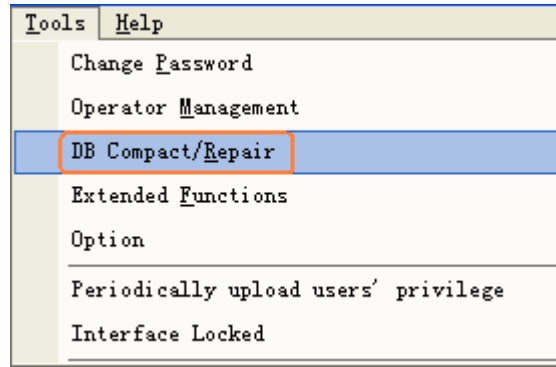 Tools Help
Change Password
Operator Management
DB Compact/Repair
Extended Functions
Option
Periodically upload users' privilege
Interface Locked